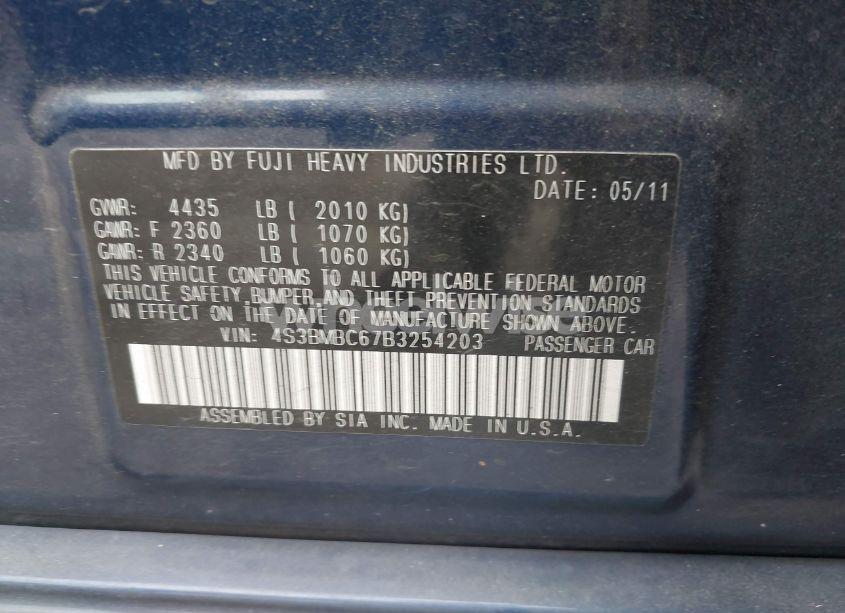 MFD BY FUJI HEAVY INDUSTRIES LTD.
DATE: 05/11
GVWR: 4435 LB ( 2010 KG)
GAWR: F 2360 LB ( 1070 KG)
GAWR: R 2340 LB ( 1060 KG)
THIS VEHICLE CONFORMS TO ALL APPLICABLE FEDERAL MOTOR
VEHICLE SAFETY,BUMPER,AND THEFT PREVENTION STANDARDS
IN EFFECT ON THE DATE OF MANUFACTURE SHOWN ABOVE.
VIN: 4S3BMBC67B3254203 PASSENGER CAR
ASSEMBLED BY SIA INC. MADE IN U.S.A.